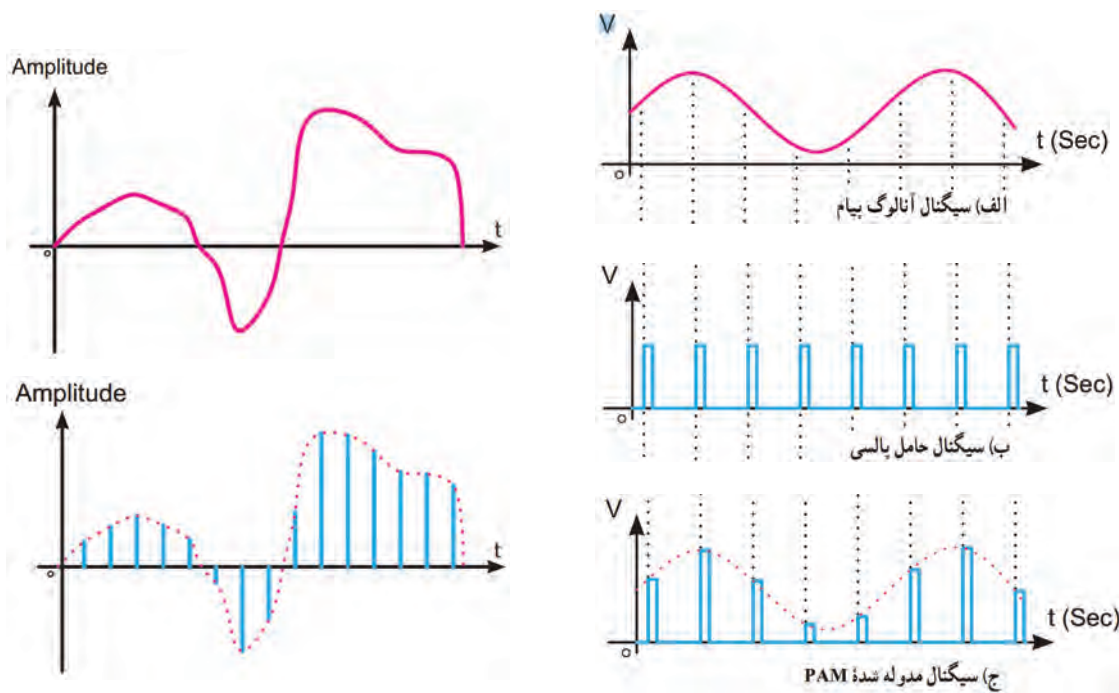 Amplitude
t
o
Amplitude
t
o
V
t (Sec)
o
الف) سیگنال آنالوگ پیام
V
t (Sec)
o
ب) سیگنال حامل پالسی
V
t (Sec)
o
ج) سیگنال مدوله شدهٔ PAM